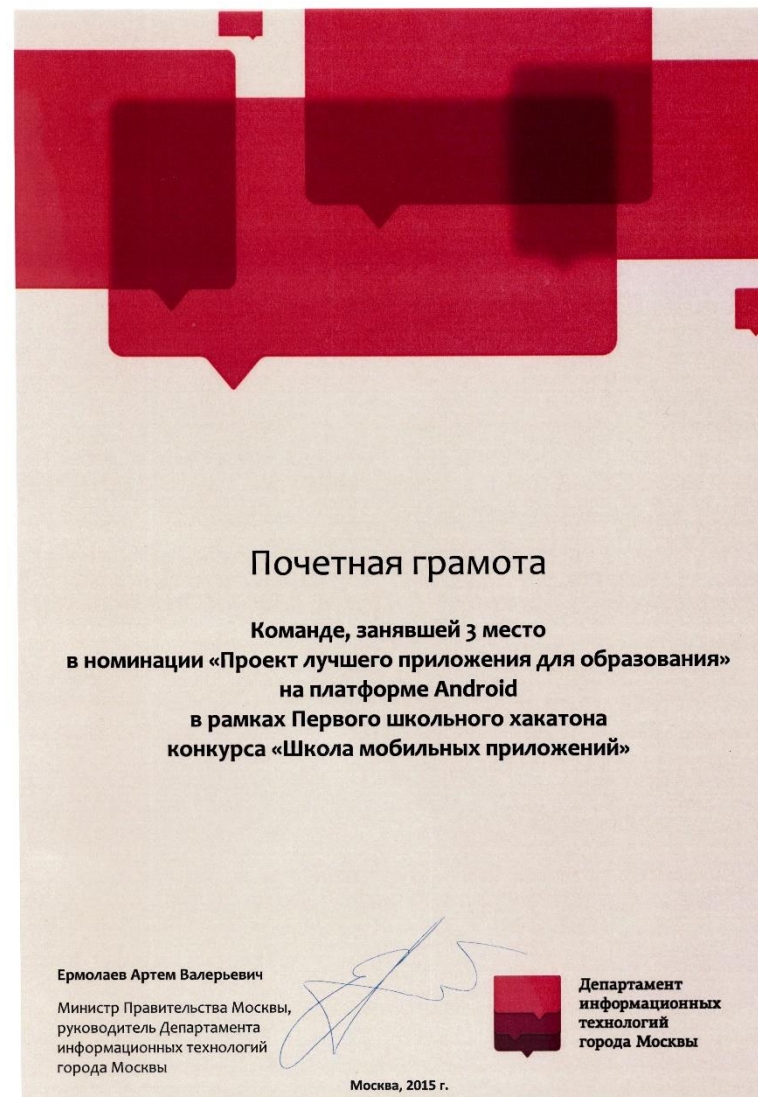 Почетная грамота
Команде, занявшей 3 место
в номинации «Проект лучшего приложения для образования»
на платформе Android
в рамках Первого школьного хакатона
конкурса «Школа мобильных приложений»
Ермолаев Артем Валерьевич
Министр Правительства Москвы,
руководитель Департамента
информационных технологий
города Москвы
Департамент
информационных
технологий
города Москвы
Москва, 2015 г.